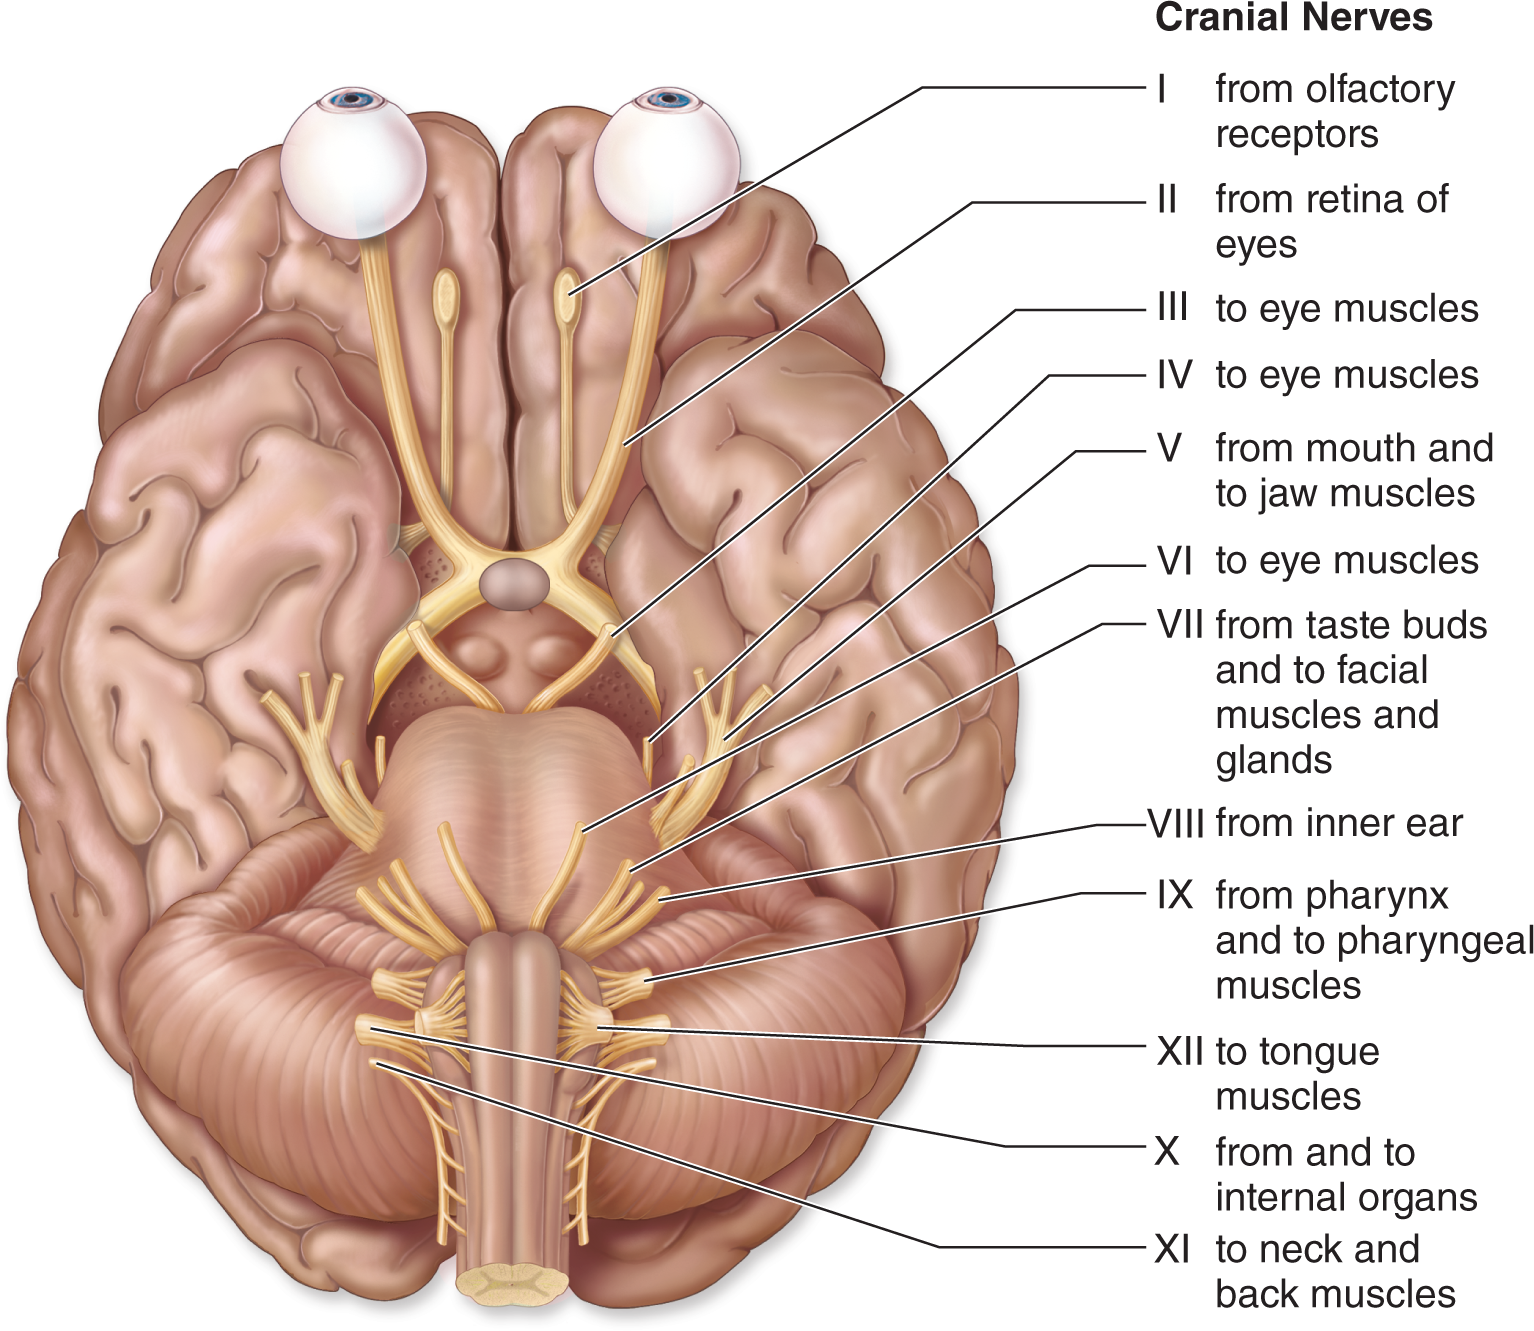 Cranial Nerves
I from olfactory
receptors
II from retina of
eyes
III to eye muscles
IV to eye muscles
V from mouth and
to jaw muscles
VI to eye muscles
VII from taste buds
and to facial
muscles and
glands
VIII from inner ear
IX from pharynx
and to pharyngeal
muscles
XII to tongue
muscles
X from and to
internal organs
XI to neck and
back muscles